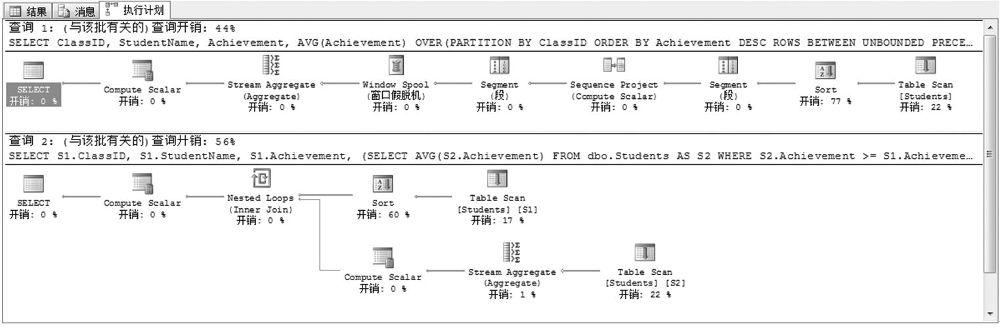 结果 消息 执行计划
查询 1: (与该批有关的)查询开销: 44%
SELECT ClassID, StudentName, Achievement, AVG(Achievement) OVER(PARTITION BY ClassID ORDER BY Achievement DESC ROWS BETWEEN UNBOUNDED PRECE…
SELECT
开销: 0 %
Compute Scalar
开销: 0 %
Stream Aggregate
(Aggregate)
开销: 0 %
Window Spool
(窗口假脱机)
开销: 0 %
Segment
(段)
开销: 0 %
Sequence Project
(Compute Scalar)
开销: 0 %
Segment
(段)
开销: 0 %
Sort
开销: 77 %
Table Scan
[Students]
开销: 22 %
查询 2: (与该批有关的)查询开销: 56%
SELECT S1.ClassID, S1.StudentName, S1.Achievement, (SELECT AVG(S2.Achievement) FROM dbo.Students AS S2 WHERE S2.Achievement >= S1.Achieveme…
SELECT
开销: 0 %
Compute Scalar
开销: 0 %
Nested Loops
(Inner Join)
开销: 0 %
Sort
开销: 60 %
Table Scan
[Students] [S1]
开销: 17 %
Compute Scalar
开销: 0 %
Stream Aggregate
(Aggregate)
开销: 1 %
Table Scan
[Students] [S2]
开销: 22 %